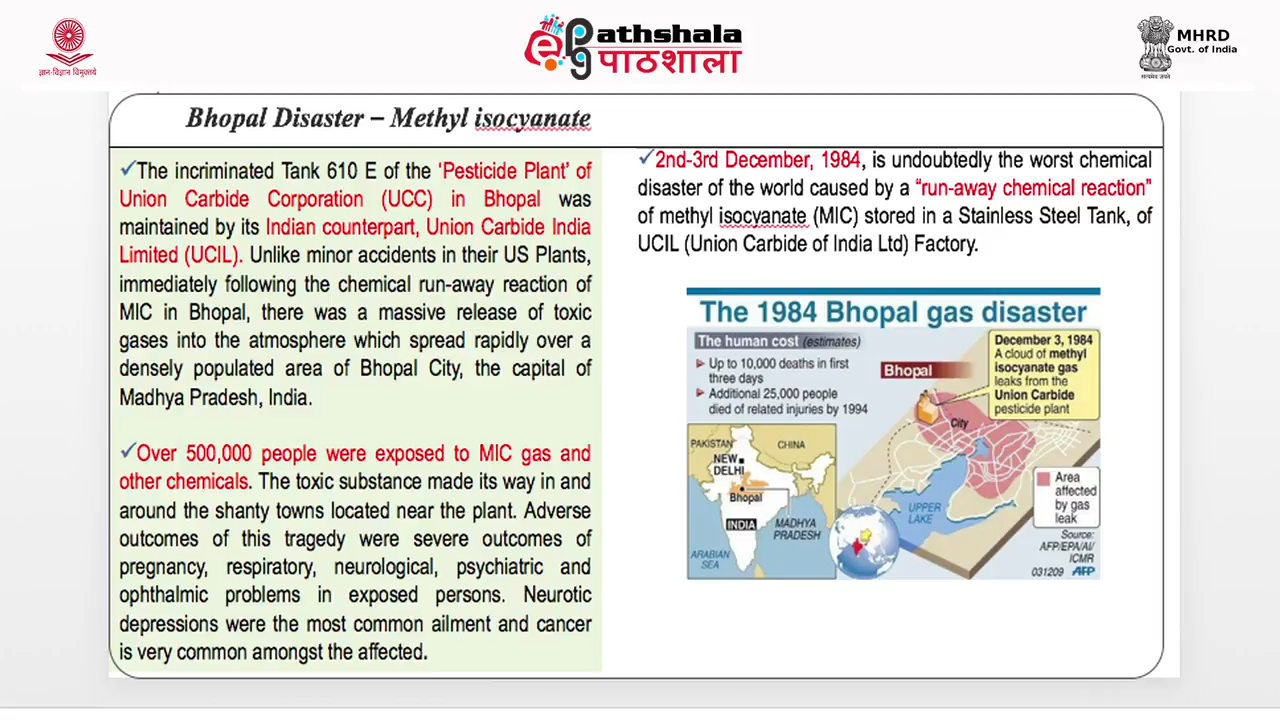 ज्ञान-विज्ञान विमुक्तये
ePathshala
पाठशाला
MHRD
Govt. of India
सत्यमेव जयते
Bhopal Disaster – Methyl isocyanate
✓The incriminated Tank 610 E of the ‘Pesticide Plant’ of
Union Carbide Corporation (UCC) in Bhopal was
maintained by its Indian counterpart, Union Carbide India
Limited (UCIL). Unlike minor accidents in their US Plants,
immediately following the chemical run-away reaction of
MIC in Bhopal, there was a massive release of toxic
gases into the atmosphere which spread rapidly over a
densely populated area of Bhopal City, the capital of
Madhya Pradesh, India.
✓Over 500,000 people were exposed to MIC gas and
other chemicals. The toxic substance made its way in and
around the shanty towns located near the plant. Adverse
outcomes of this tragedy were severe outcomes of
pregnancy, respiratory, neurological, psychiatric and
ophthalmic problems in exposed persons. Neurotic
depressions were the most common ailment and cancer
is very common amongst the affected.
✓2nd-3rd December, 1984, is undoubtedly the worst chemical
disaster of the world caused by a “run-away chemical reaction”
of methyl isocyanate (MIC) stored in a Stainless Steel Tank, of
UCIL (Union Carbide of India Ltd) Factory.
The 1984 Bhopal gas disaster
The human cost (estimates)
Up to 10,000 deaths in first
three days
Additional 25,000 people
died of related injuries by 1994
Bhopal
December 3, 1984
A cloud of methyl
isocyanate gas
leaks from the
Union Carbide
pesticide plant
City
UPPER
LAKE
PAKISTAN
CHINA
NEW
DELHI
Bhopal
INDIA
MADHYA
PRADESH
ARABIAN
SEA
Area
affected
by gas
leak
Source:
AFP/EPA/AI/
ICMR
031209 AFP